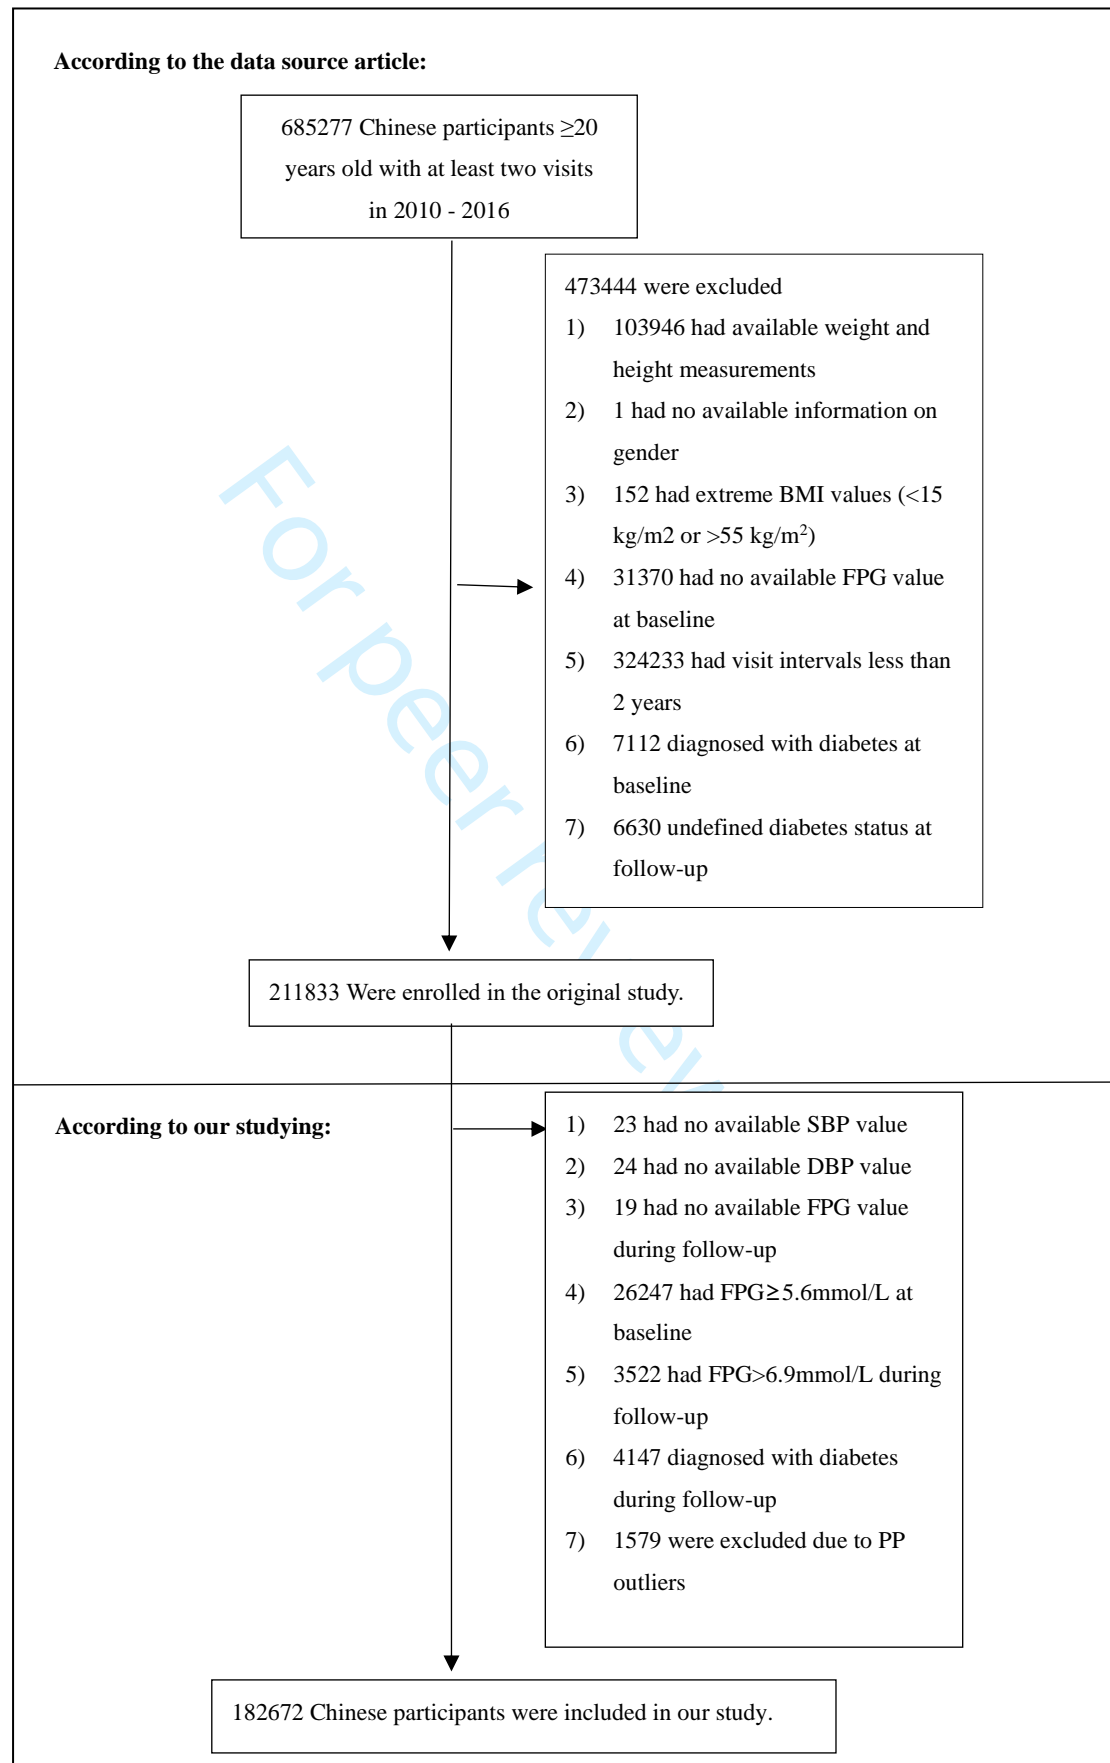 According to the data source article:
685277 Chinese participants ≥20
years old with at least two visits
in 2010 - 2016
473444 were excluded
1) 103946 had available weight and
height measurements
2) 1 had no available information on
gender
3) 152 had extreme BMI values (<15
kg/m2 or >55 kg/m²)
4) 31370 had no available FPG value
at baseline
5) 324233 had visit intervals less than
2 years
6) 7112 diagnosed with diabetes at
baseline
7) 6630 undefined diabetes status at
follow-up
For peer review
211833 Were enrolled in the original study.
According to our studying:
1) 23 had no available SBP value
2) 24 had no available DBP value
3) 19 had no available FPG value
during follow-up
4) 26247 had FPG≥5.6mmol/L at
baseline
5) 3522 had FPG>6.9mmol/L during
follow-up
6) 4147 diagnosed with diabetes
during follow-up
7) 1579 were excluded due to PP
outliers
182672 Chinese participants were included in our study.